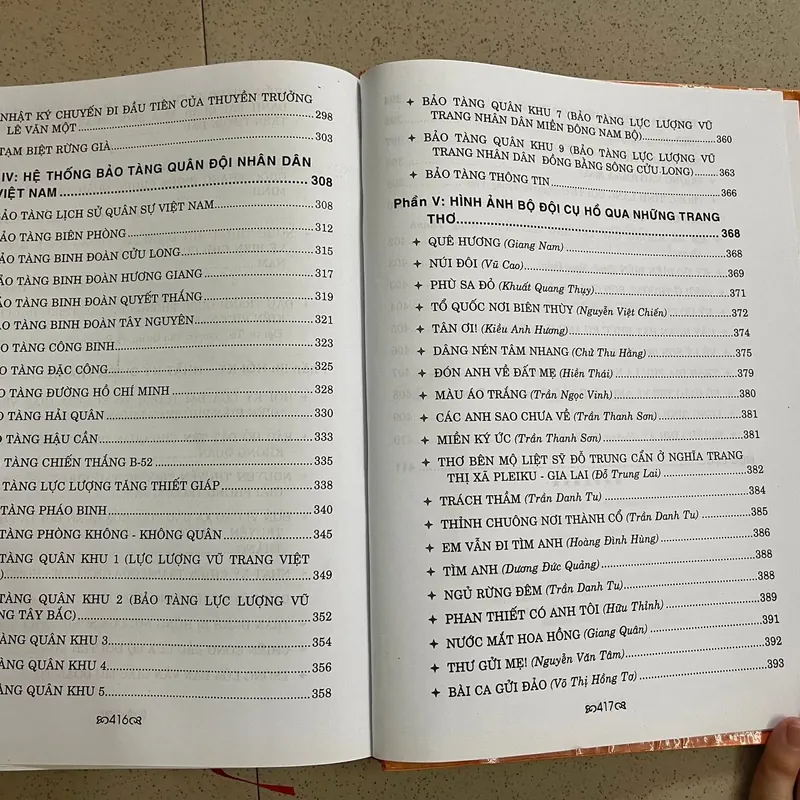 NHẬT KÝ CHUYẾN ĐI ĐẦU TIÊN CỦA THUYỀN TRƯỞNG
LÊ VĂN MỘT 298
TẠM BIỆT RỪNG GIÀ 303
IV: HỆ THỐNG BẢO TÀNG QUÂN ĐỘI NHÂN DÂN
VIỆT NAM 308
ẢO TÀNG LỊCH SỬ QUÂN SỰ VIỆT NAM 308
ẢO TÀNG BIÊN PHÒNG 312
ẢO TÀNG BINH ĐOÀN CỬU LONG 315
ẢO TÀNG BINH ĐOÀN HƯƠNG GIANG 317
ẢO TÀNG BINH ĐOÀN QUYẾT THẮNG 319
ẢO TÀNG BINH ĐOÀN TÂY NGUYÊN 321
O TÀNG CÔNG BINH 323
O TÀNG ĐẶC CÔNG 325
O TÀNG ĐƯỜNG HỒ CHÍ MINH 328
O TÀNG HẢI QUÂN 330
O TÀNG HẬU CẦN 333
TÀNG CHIẾN THẮNG B-52 335
TÀNG LỰC LƯỢNG TĂNG THIẾT GIÁP 338
TÀNG PHÁO BINH 340
TÀNG PHÒNG KHÔNG - KHÔNG QUÂN 345
TÀNG QUÂN KHU 1 (LỰC LƯỢNG VŨ TRANG VIỆT
) 349
TÀNG QUÂN KHU 2 (BẢO TÀNG LỰC LƯỢNG VŨ
NG TÂY BẮC) 352
ÀNG QUÂN KHU 3 354
ÀNG QUÂN KHU 4 356
ÀNG QUÂN KHU 5 358
416
✦ BẢO TÀNG QUÂN KHU 7 (BẢO TÀNG LỰC LƯỢNG VŨ
TRANG NHÂN DÂN MIỀN ĐÔNG NAM BỘ) 360
✦ BẢO TÀNG QUÂN KHU 9 (BẢO TÀNG LỰC LƯỢNG VŨ
TRANG NHÂN DÂN ĐỒNG BẰNG SÔNG CỬU LONG) 363
✦ BẢO TÀNG THÔNG TIN 366
Phần V: HÌNH ẢNH BỘ ĐỘI CỤ HỒ QUA NHỮNG TRANG
THƠ 368
✦ QUÊ HƯƠNG (Giang Nam) 368
✦ NÚI ĐÔI (Vũ Cao) 369
✦ PHÙ SA ĐỎ (Khuất Quang Thụy) 371
✦ TỔ QUỐC NƠI BIÊN THÙY (Nguyễn Việt Chiến) 372
✦ TÂN ƠI! (Kiều Anh Hương) 374
✦ DÂNG NÉN TÂM NHANG (Chử Thu Hằng) 375
✦ ĐÓN ANH VỀ ĐẤT MẸ (Hiền Thái) 379
✦ MÀU ÁO TRẮNG (Trần Ngọc Vinh) 380
✦ CÁC ANH SAO CHƯA VỀ (Trần Thanh Sơn) 381
✦ MIỀN KÝ ỨC (Trần Thanh Sơn) 381
✦ THƠ BÊN MỘ LIỆT SỸ ĐỖ TRUNG CẦN Ở NGHĨA TRANG
THỊ XÃ PLEIKU - GIA LAI (Đỗ Trung Lai) 382
✦ TRÁCH THẦM (Trần Danh Tu) 384
✦ THỈNH CHUÔNG NƠI THÀNH CỔ (Trần Danh Tu) 385
✦ EM VẪN ĐI TÌM ANH (Hoàng Đình Hùng) 386
✦ TÌM ANH (Dương Đức Quảng) 388
✦ NGỦ RỪNG ĐÊM (Trần Danh Tu) 388
✦ PHAN THIẾT CÓ ANH TÔI (Hữu Thỉnh) 389
✦ NƯỚC MẮT HOA HỒNG (Giang Quân) 391
✦ THƯ GỬI MẸ! (Nguyễn Văn Tâm) 392
✦ BÀI CA GỬI ĐẢO (Võ Thị Hồng Tơ) 393
417